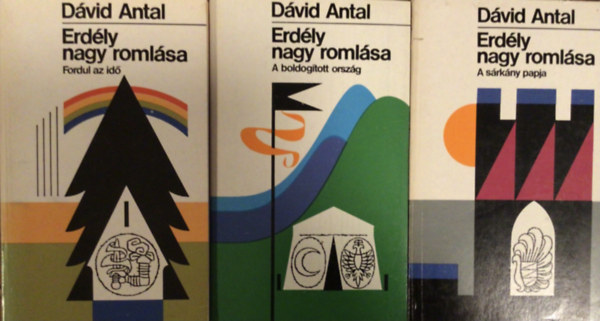 Dávid Antal
Erdély
nagy romlása
Fordul az idő
Dávid Antal
Erdély
nagy romlása
A boldogított ország
Dávid Antal
Erdély
nagy romlása
A sárkány papja